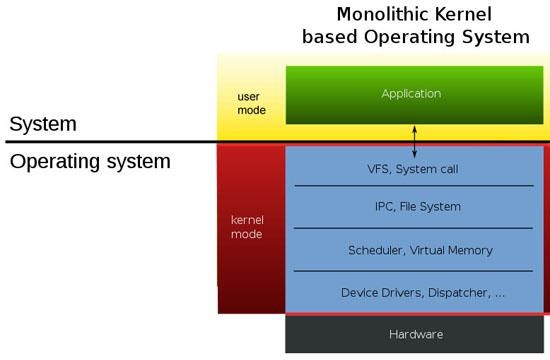 Monolithic Kernel
based Operating System
user
mode
Application
System
Operating system
VFS, System call
IPC, File System
kernel
mode
Scheduler, Virtual Memory
Device Drivers, Dispatcher, ...
Hardware